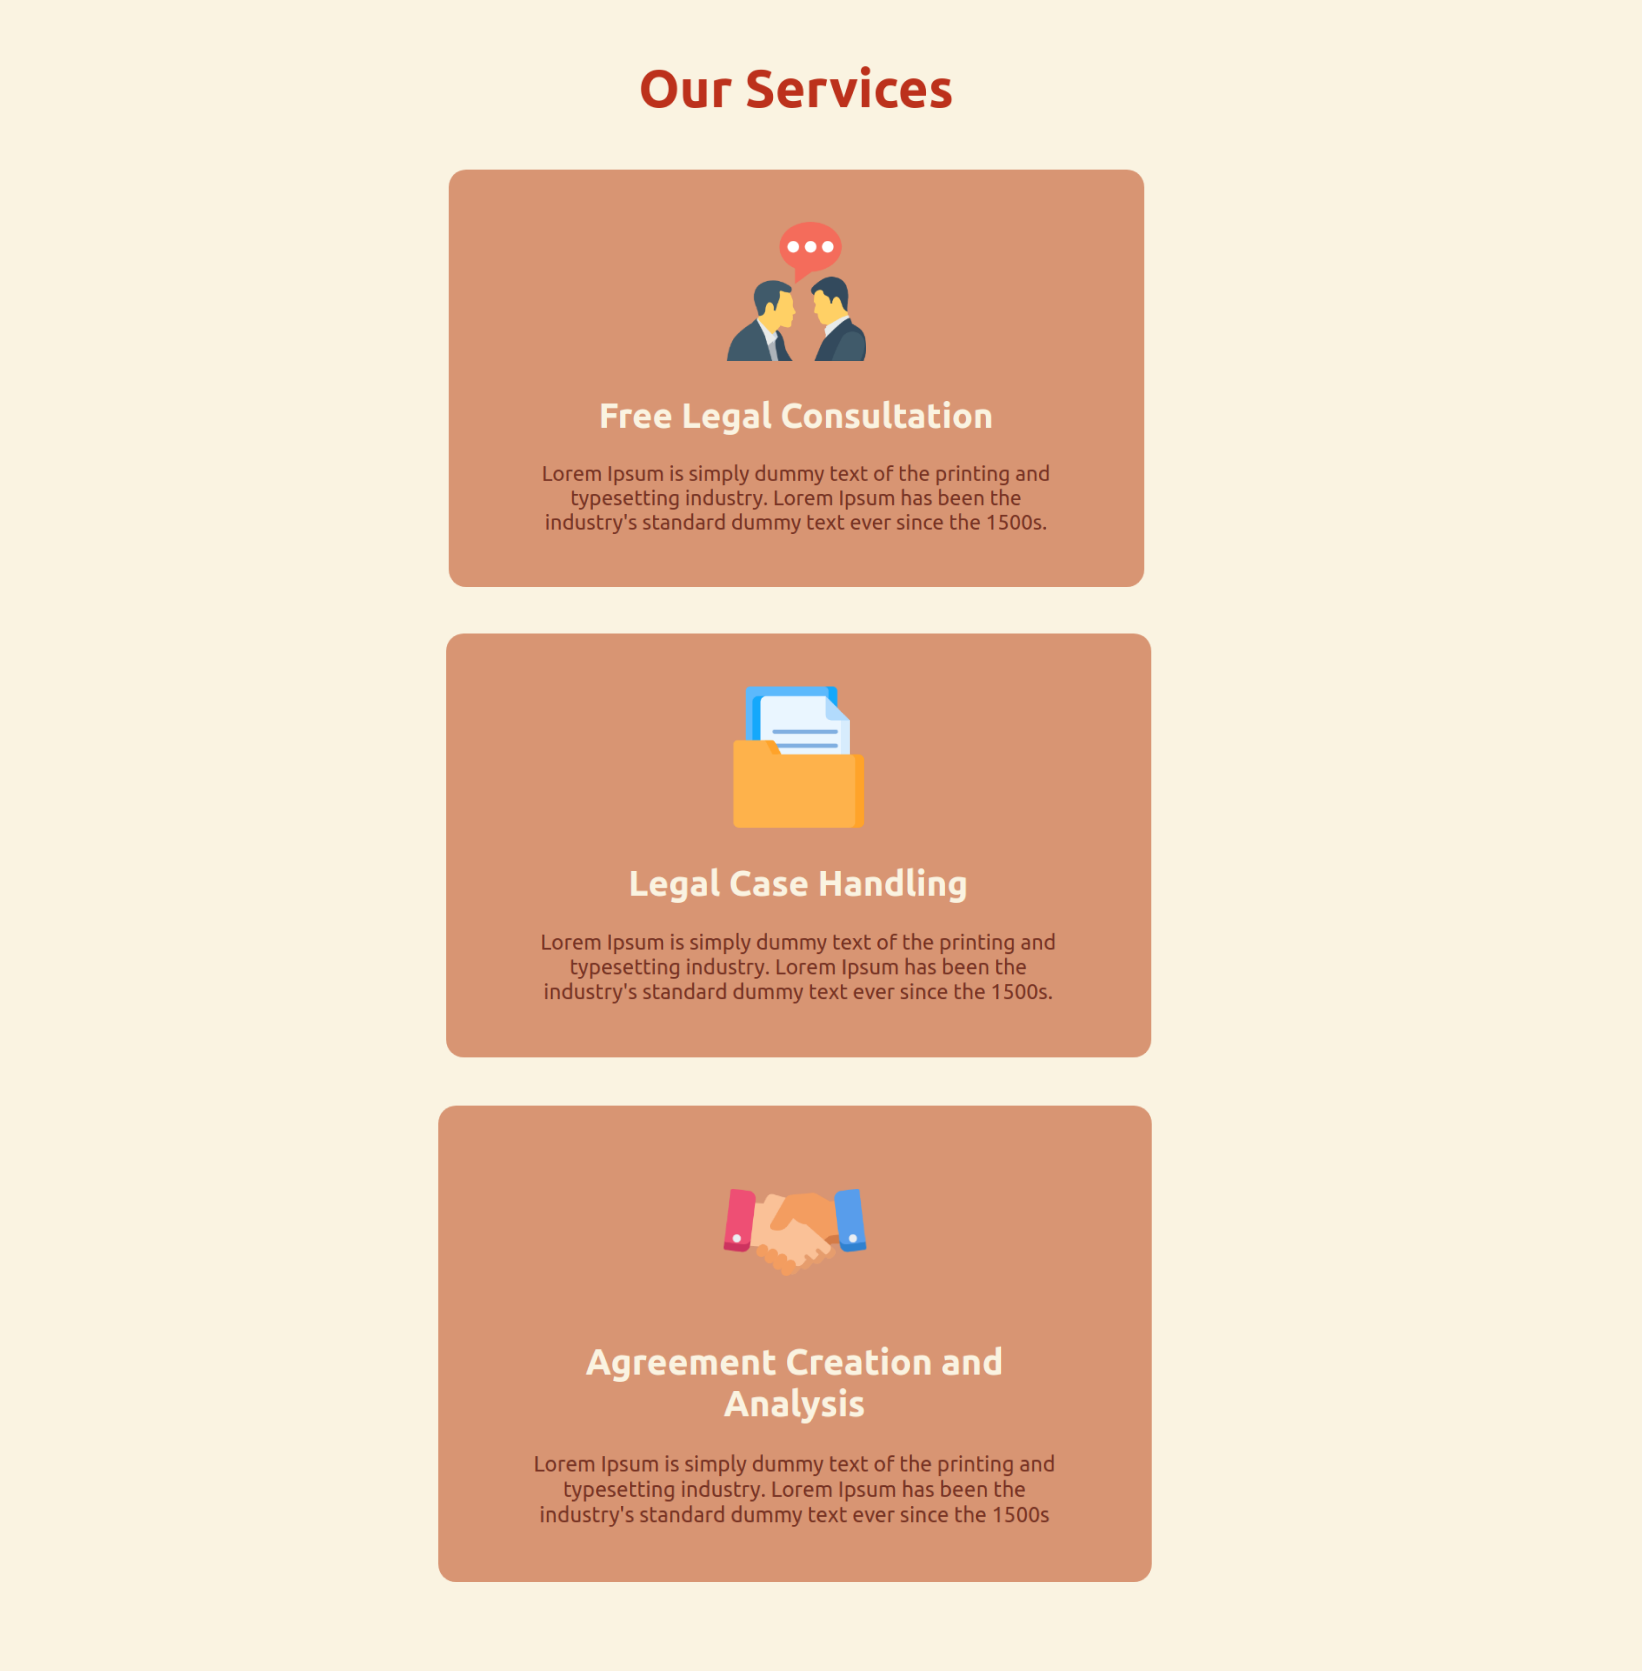 Our Services
Free Legal Consultation
Lorem Ipsum is simply dummy text of the printing and
typesetting industry. Lorem Ipsum has been the
industry's standard dummy text ever since the 1500s.
Legal Case Handling
Lorem Ipsum is simply dummy text of the printing and
typesetting industry. Lorem Ipsum has been the
industry's standard dummy text ever since the 1500s.
Agreement Creation and
Analysis
Lorem Ipsum is simply dummy text of the printing and
typesetting industry. Lorem Ipsum has been the
industry's standard dummy text ever since the 1500s